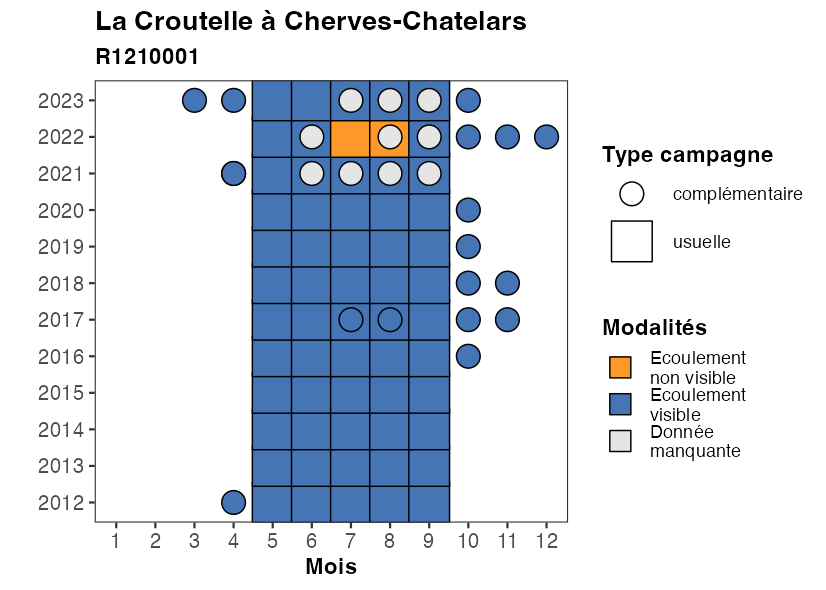 La Croutelle à Cherves-Chatelars
R1210001
2023
2022
2021
2020
2019
2018
2017
2016
2015
2014
2013
2012
1 2 3 4 5 6 7 8 9 10 11 12
Mois
Type campagne
complémentaire
usuelle
Modalités
Ecoulement
non visible
Ecoulement
visible
Donnée
manquante